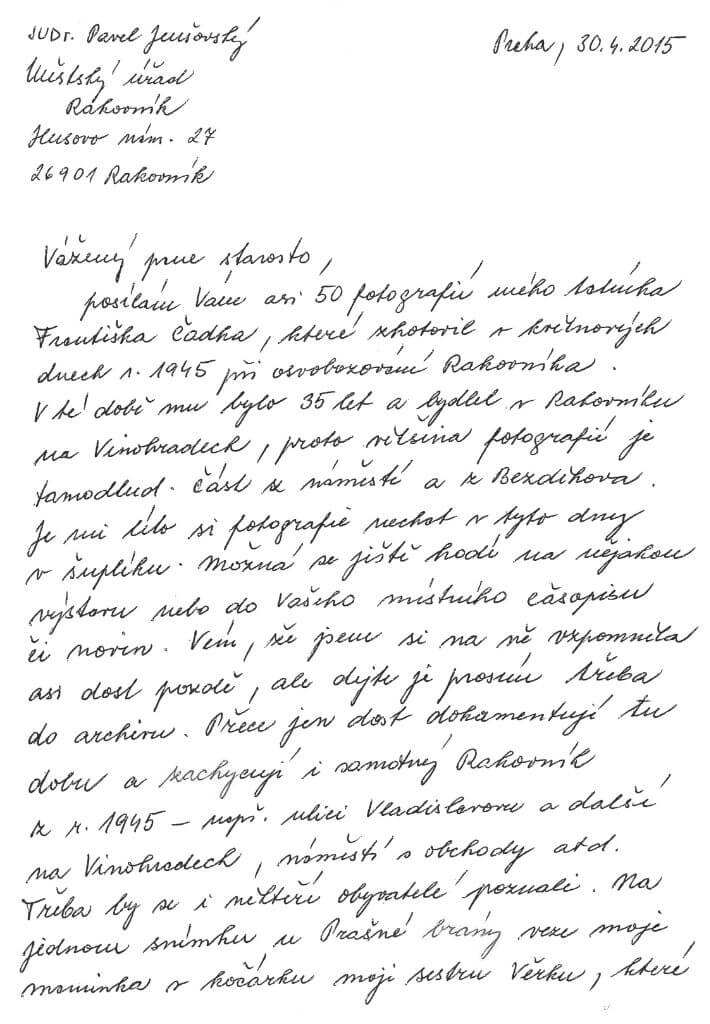 JUDr. Pavel Jenšovský
Praha, 30.4.2015
Městský úřad
Rakovník
Husovo nám. 27
26901 Rakovník
Vážený pane starosto,
posílám Vám asi 50 fotografií mého tatínka
Františka Čadka, které zhotovil v květnových
dnech r. 1945 při osvobozování Rakovníka.
V té době mu bylo 35 let a bydlel v Rakovníku
na Vinohradech, proto většina fotografií je
tamodtud. Část z náměstí a z Bezděkova.
Je mi líto si fotografie nechat v tyto dny
v šuplíku. Možná se ještě hodí na nějakou
výstavu nebo do Vašeho místního časopisu
či novin. Vím, že jsem si na ně vzpomněla
asi dost pozdě, ale dejte je prosím třeba
do archivu. Přece jen dost dokumentují tu
dobu a zachycují i samotný Rakovník
z r. 1945 – např. ulici Vladislavovu a další
na Vinohradech, náměstí s obchody atd.
Třeba by se i někteří obyvatelé poznali. Na
jednom snímku u Prašné brány veze moje
maminka v kočárku moji sestru Věrku, které